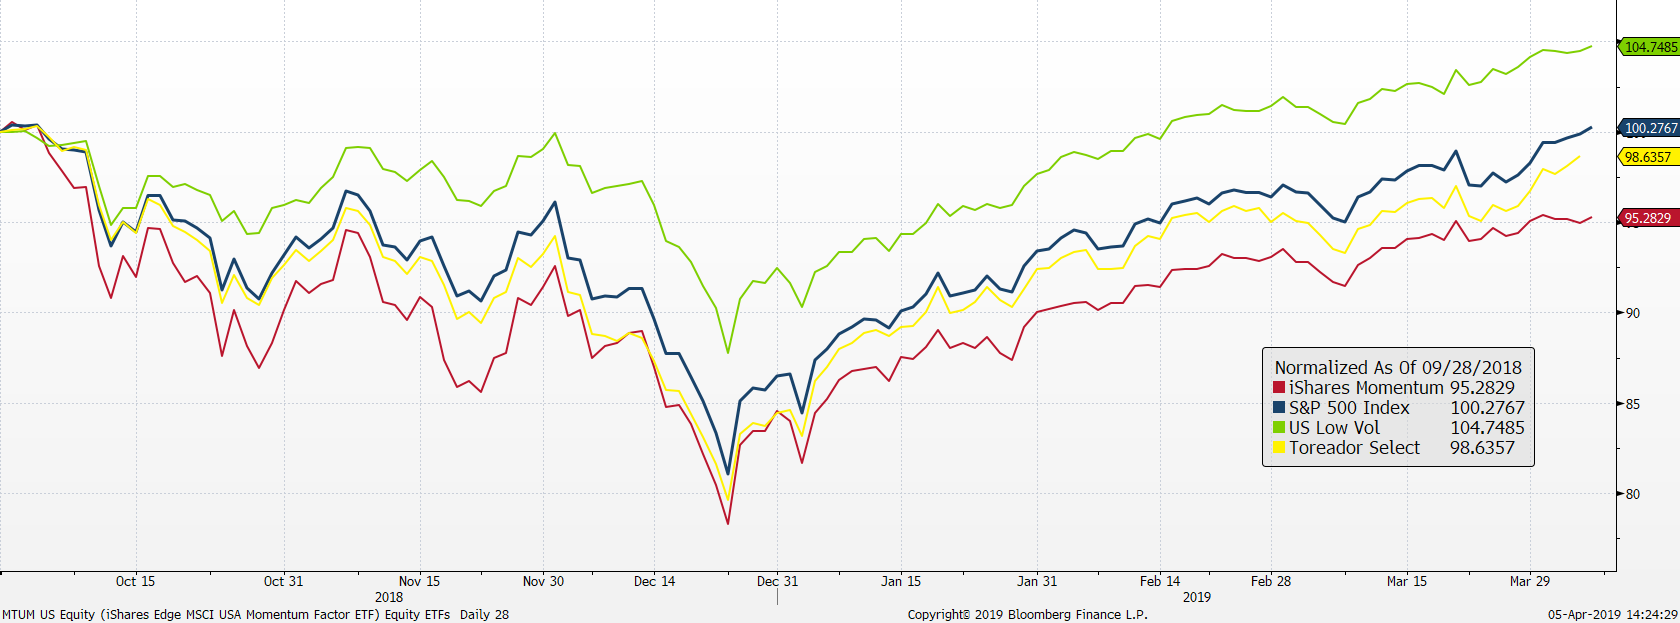 104.7485
100.2767
98.6357
95.2829
90
85
80
Normalized As Of 09/28/2018
iShares Momentum 95.2829
S&P 500 Index 100.2767
US Low Vol 104.7485
Toreador Select 98.6357
Oct 15 Oct 31 Nov 15 Nov 30 Dec 14 Dec 31 Jan 15 Jan 31 Feb 14 Feb 28 Mar 15 Mar 29
2018 2019
MTUM US Equity (iShares Edge MSCI USA Momentum Factor ETF) Equity ETFs Daily 28 Copyright© 2019 Bloomberg Finance L.P. 05-Apr-2019 14:24:29